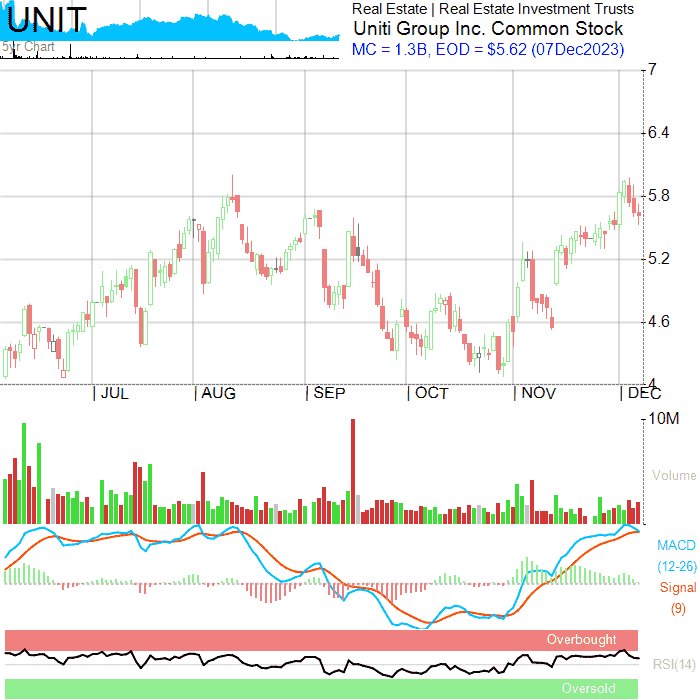 UNIT
5yr Chart
Real Estate | Real Estate Investment Trusts
Uniti Group Inc. Common Stock
MC = 1.3B, EOD = $5.62 (07Dec2023)
7
6.4
5.8
5.2
4.6
4
| JUL | AUG | SEP | OCT | NOV | DEC
10M
Volume
MACD
(12-26)
Signal
(9)
Overbought
RSI(14)
Oversold